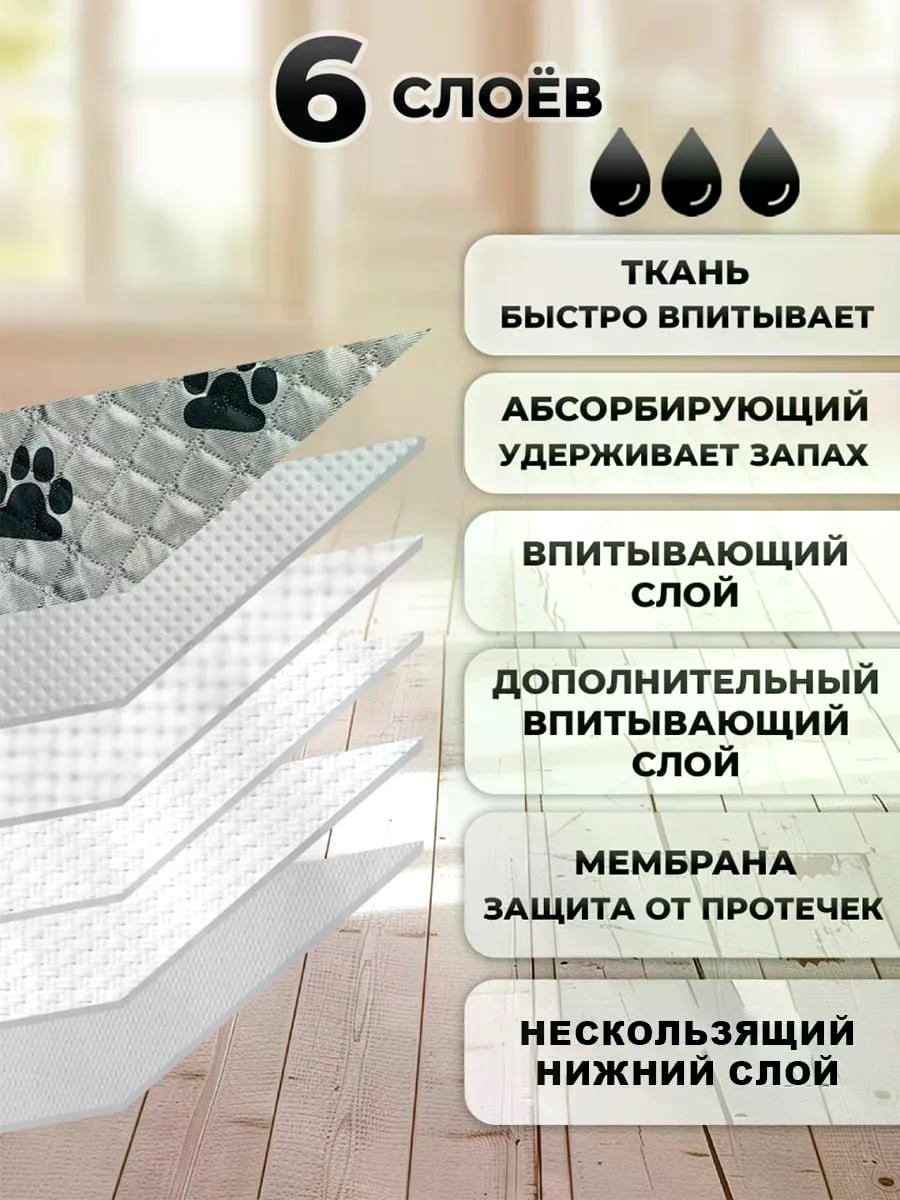 6 СЛОЁВ
ТКАНЬ
БЫСТРО ВПИТЫВАЕТ
АБСОРБИРУЮЩИЙ
УДЕРЖИВАЕТ ЗАПАХ
ВПИТЫВАЮЩИЙ
СЛОЙ
ДОПОЛНИТЕЛЬНЫЙ
ВПИТЫВАЮЩИЙ
СЛОЙ
МЕМБРАНА
ЗАЩИТА ОТ ПРОТЕЧЕК
НЕСКОЛЬЗЯЩИЙ
НИЖНИЙ СЛОЙ